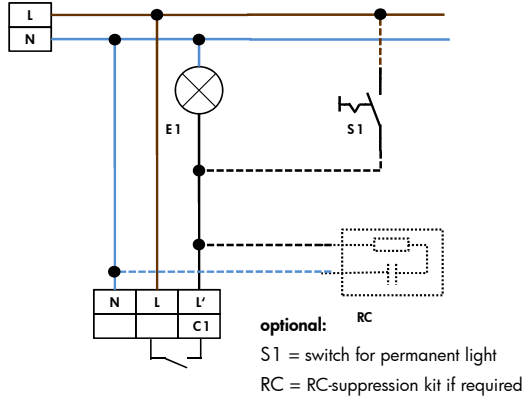 L
N
E1
S1
N L L'
C1
RC
optional:
S1 = switch for permanent light
RC = RC-suppression kit if required